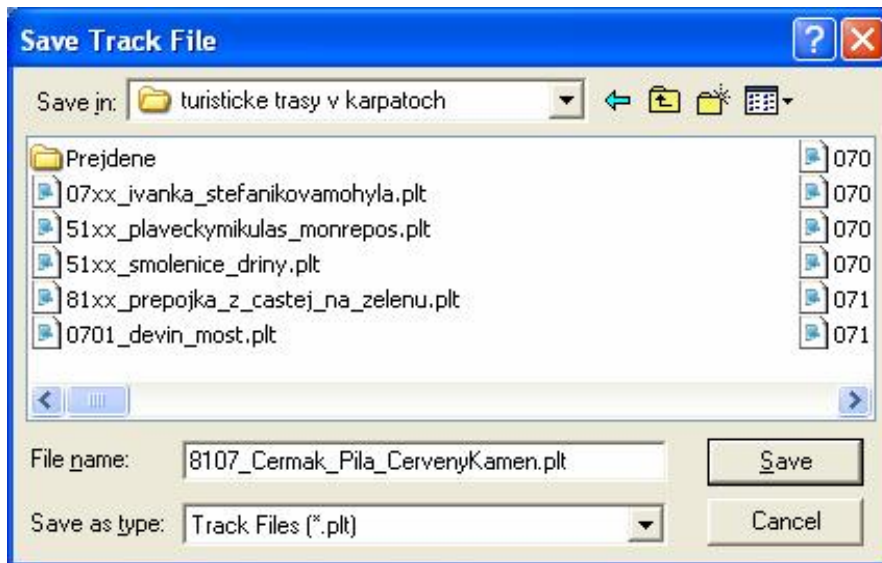 Save Track File
Save in: turisticke trasy v karpatoch
Prejdene
07xx_ivanka_stefanikovamohyla.plt
51xx_plaveckymikulas_monrepos.plt
51xx_smolenice_driny.plt
81xx_prepojka_z_castej_na_zelenu.plt
0701_devin_most.plt
070
070
070
070
071
071
File name: 8107_Cermak_Pila_CervenyKamen.plt
Save
Save as type: Track Files (*.plt)
Cancel